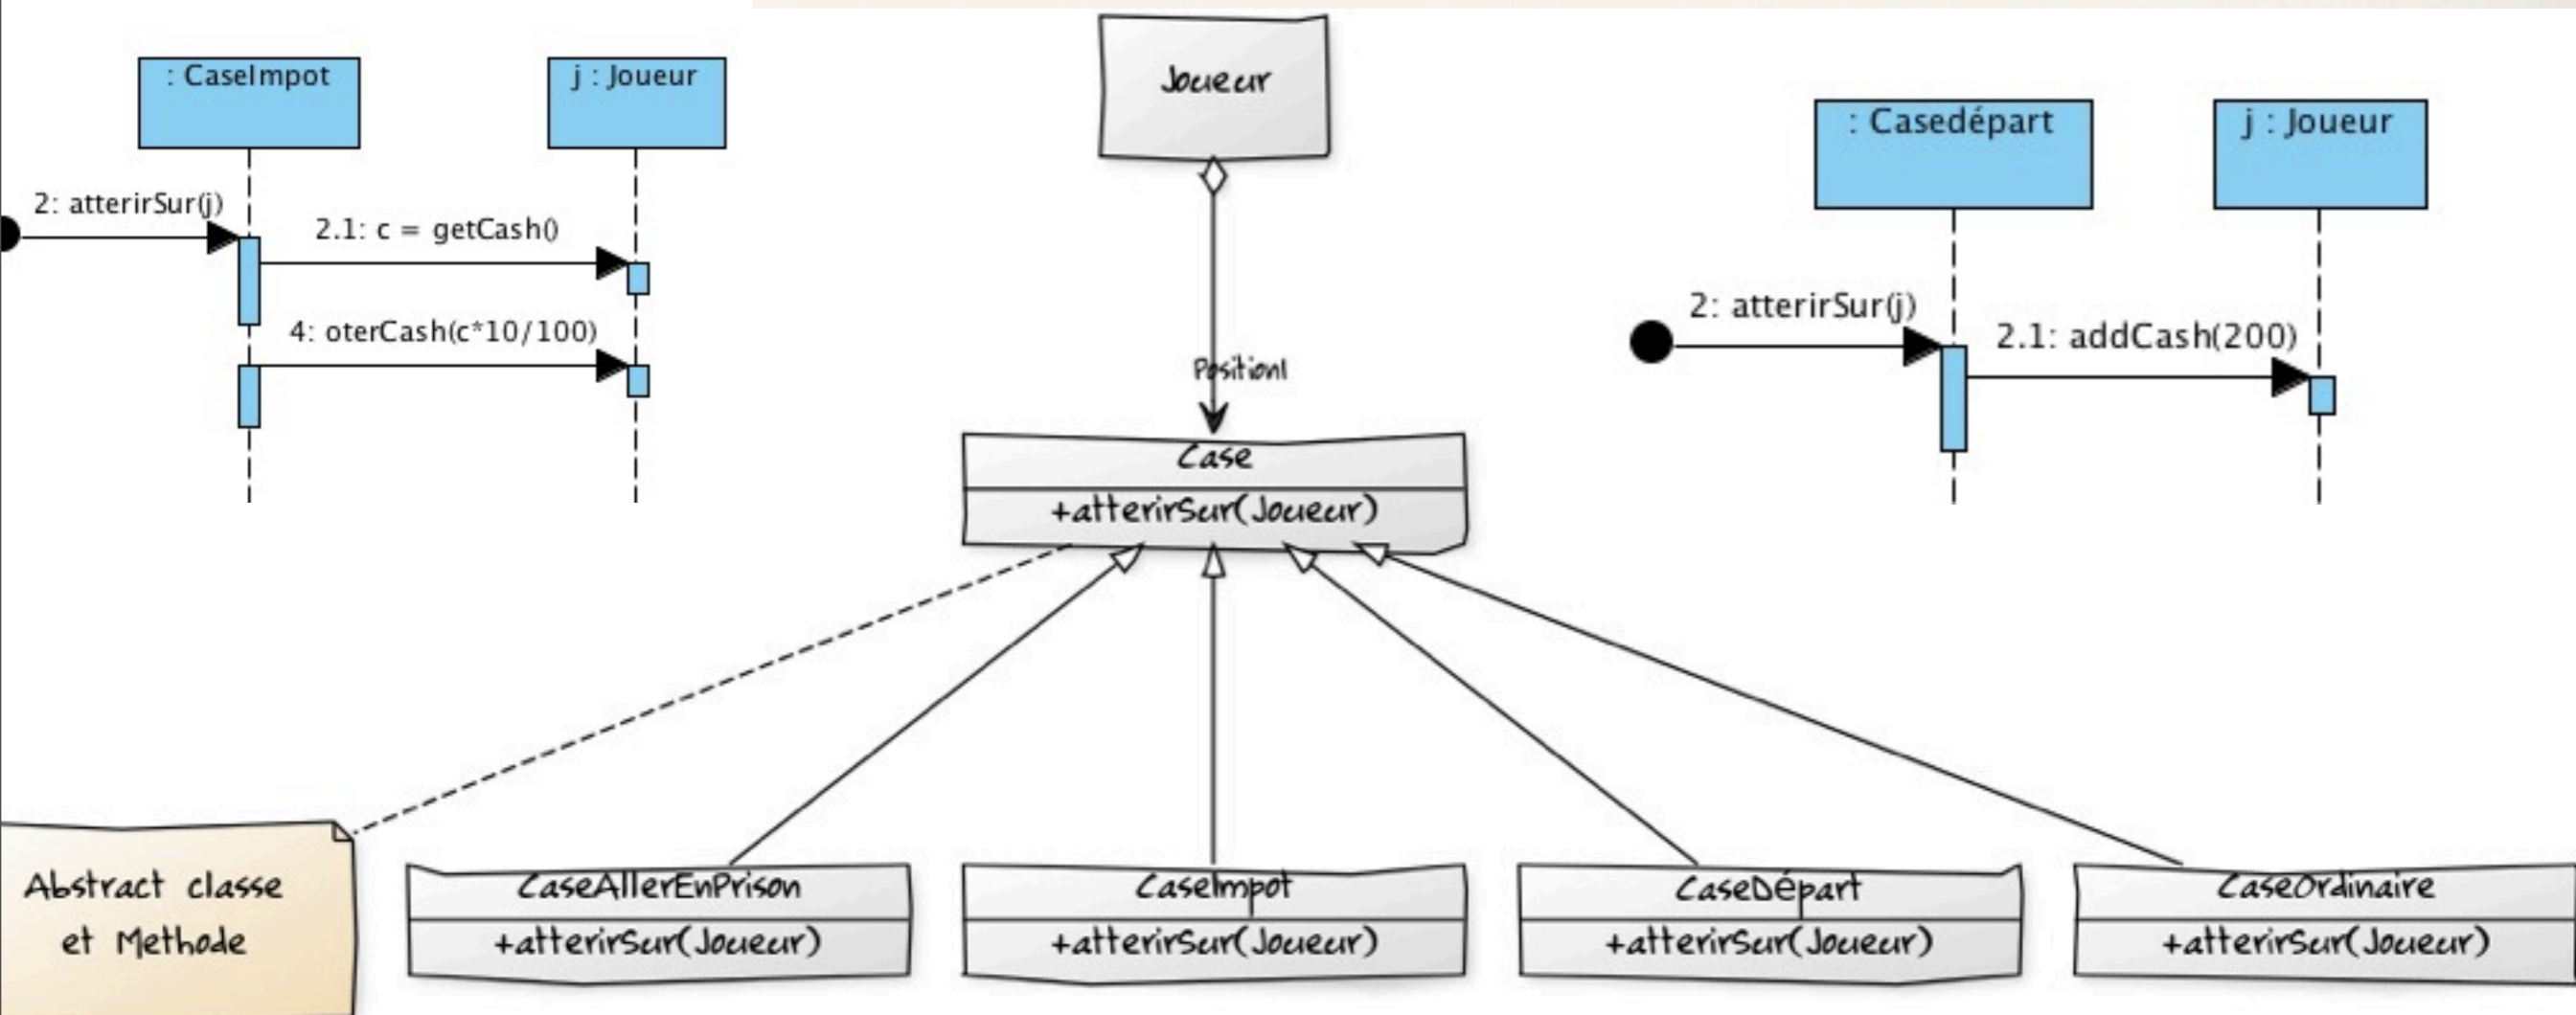 : CaseImpot
j : Joueur
2: atterirSur(j)
2.1: c = getCash()
4: oterCash(c*10/100)
Joueur
Position1
: Casedépart
j : Joueur
2: atterirSur(j)
2.1: addCash(200)
Case
+atterirSur(Joueur)
Abstract classe
et Methode
CaseAllerEnPrison
+atterirSur(Joueur)
CaseImpot
+atterirSur(Joueur)
CaseDépart
+atterirSur(Joueur)
CaseOrdinaire
+atterirSur(Joueur)